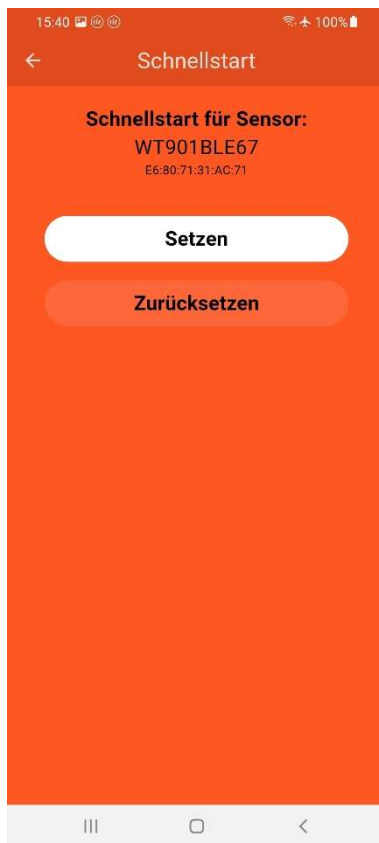 15:40 100%
Schnellstart
Schnellstart für Sensor:
WT901BLE67
E6:80:71:31:AC:71
Setzen
Zurücksetzen